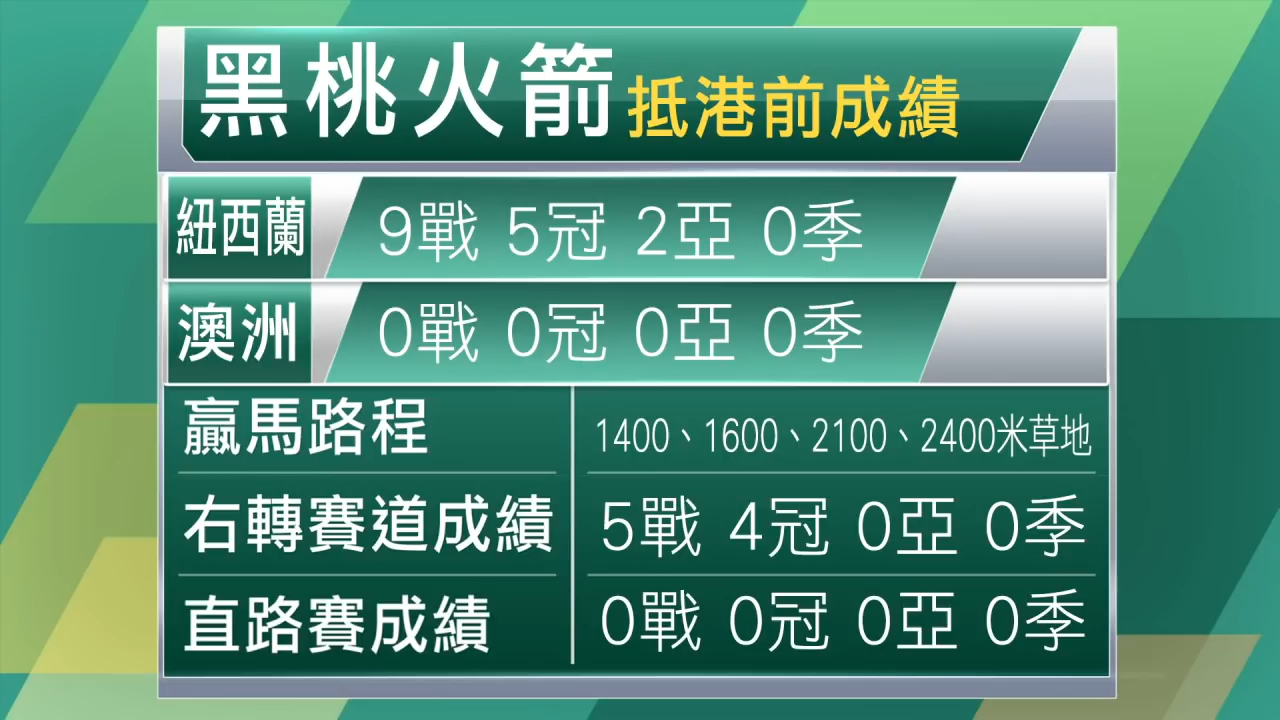 黑桃火箭 抵港前成績
紐西蘭 9戰 5冠 2亞 0季
澳洲 0戰 0冠 0亞 0季
贏馬路程 1400、1600、2100、2400米草地
右轉賽道成績 5戰 4冠 0亞 0季
直路賽成績 0戰 0冠 0亞 0季